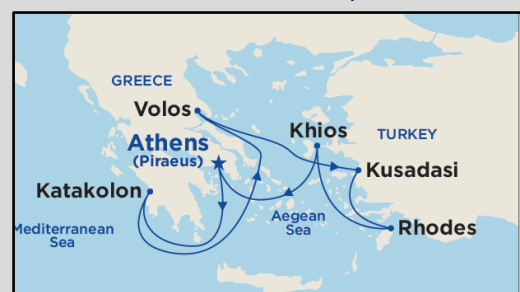 GREECE
Volos
Athens
(Piraeus)
Khios
TURKEY
Kusadasi
Katakolon
Aegean
Sea
Mediterranean
Sea
Rhodes